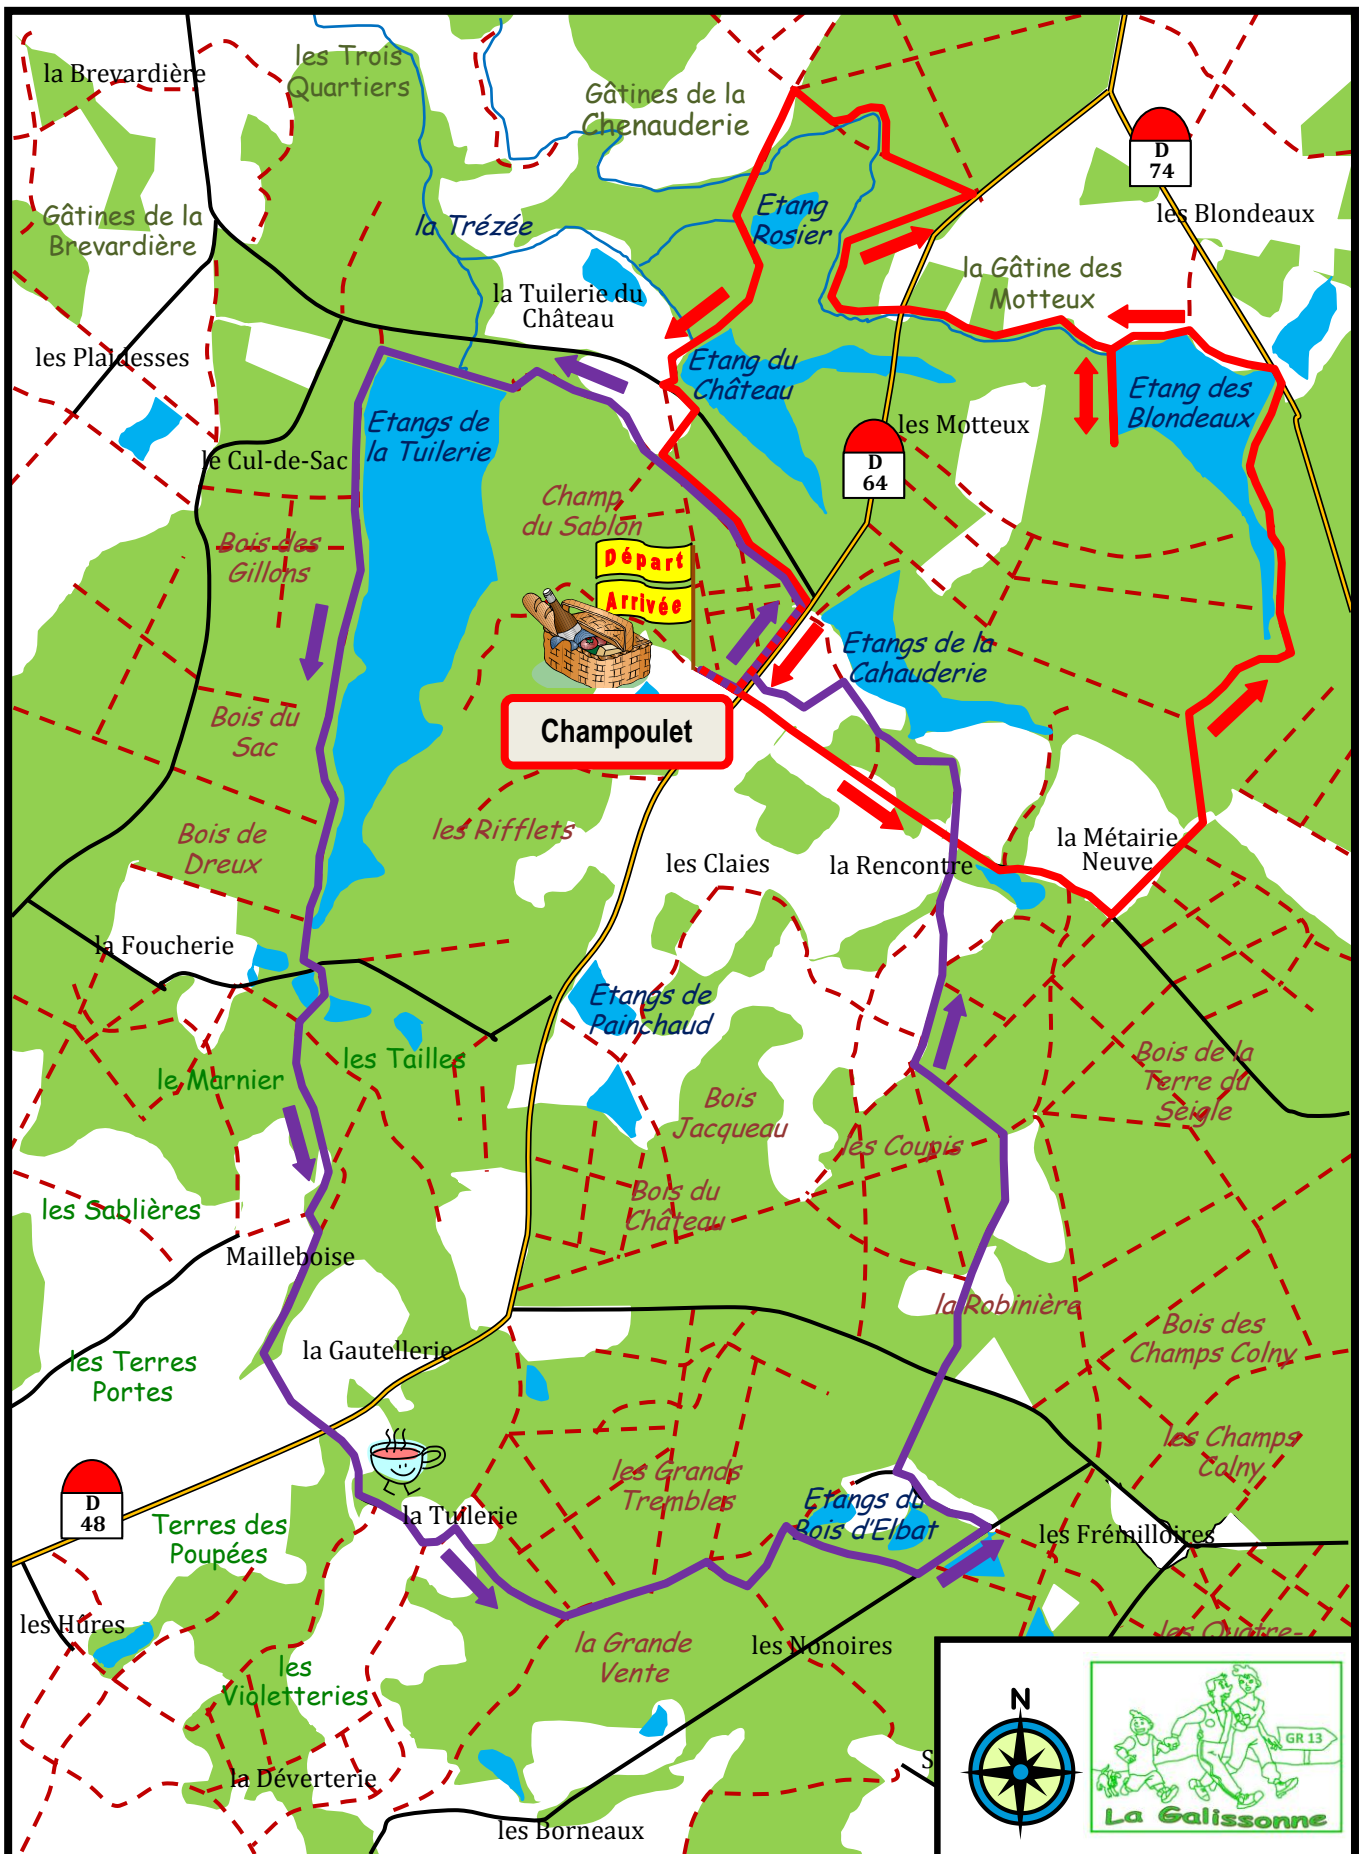 la Brevardière
les Trois
Quartiers
Gâtines de la
Chenauderie
D
74
Gâtines de la
Brevardière
la Trézée
Etang
Rosier
les Blondeaux
la Gâtine des
Motteux
la Tuilerie du
Château
les Plaidesses
Etang du
Château
Etang des
Blondeaux
Etangs de
la Tuilerie
les Motteux
le Cul-de-Sac
D
64
Champ
du Sablon
Bois des
Gillons
Départ
Arrivée
Etangs de la
Cahauderie
Bois du
Sac
Champoulet
Bois de
Dreux
les Rifflets
les Claies
la Rencontre
la Métairie
Neuve
la Foucherie
Etangs de
Painchaud
les Tailles
le Marnier
Bois
Jacqueau
Bois de la
Terre du
Seigle
les Coupis
Bois du
Château
les Sablières
Mailleboise
la Robinière
Bois des
Champs Colny
la Gautellerie
les Terres
Portes
les Champs
Colny
les Grands
Trembles
D
48
Etangs du
Bois d'Elbat
la Tuilerie
Terres des
Poupées
les Frémilloires
les Hûres
la Grande
Vente
les Nonoires
les Quatre-
les
Violetteries
la Déverterie
les Borneaux
S
N
GR 13
La Galissonne